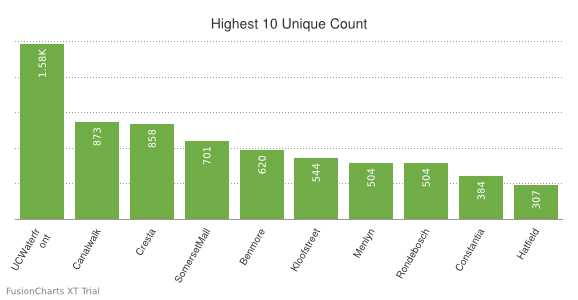 Highest 10 Unique Count
1.58K
873
858
701
620
544
504
504
384
307
UCWaterfr
ont
Canalwalk
Cresta
SomersetMall
Benmore
Kloofstreet
Menlyn
Rondebosch
Constantia
Hatfield
FusionCharts XT Trial